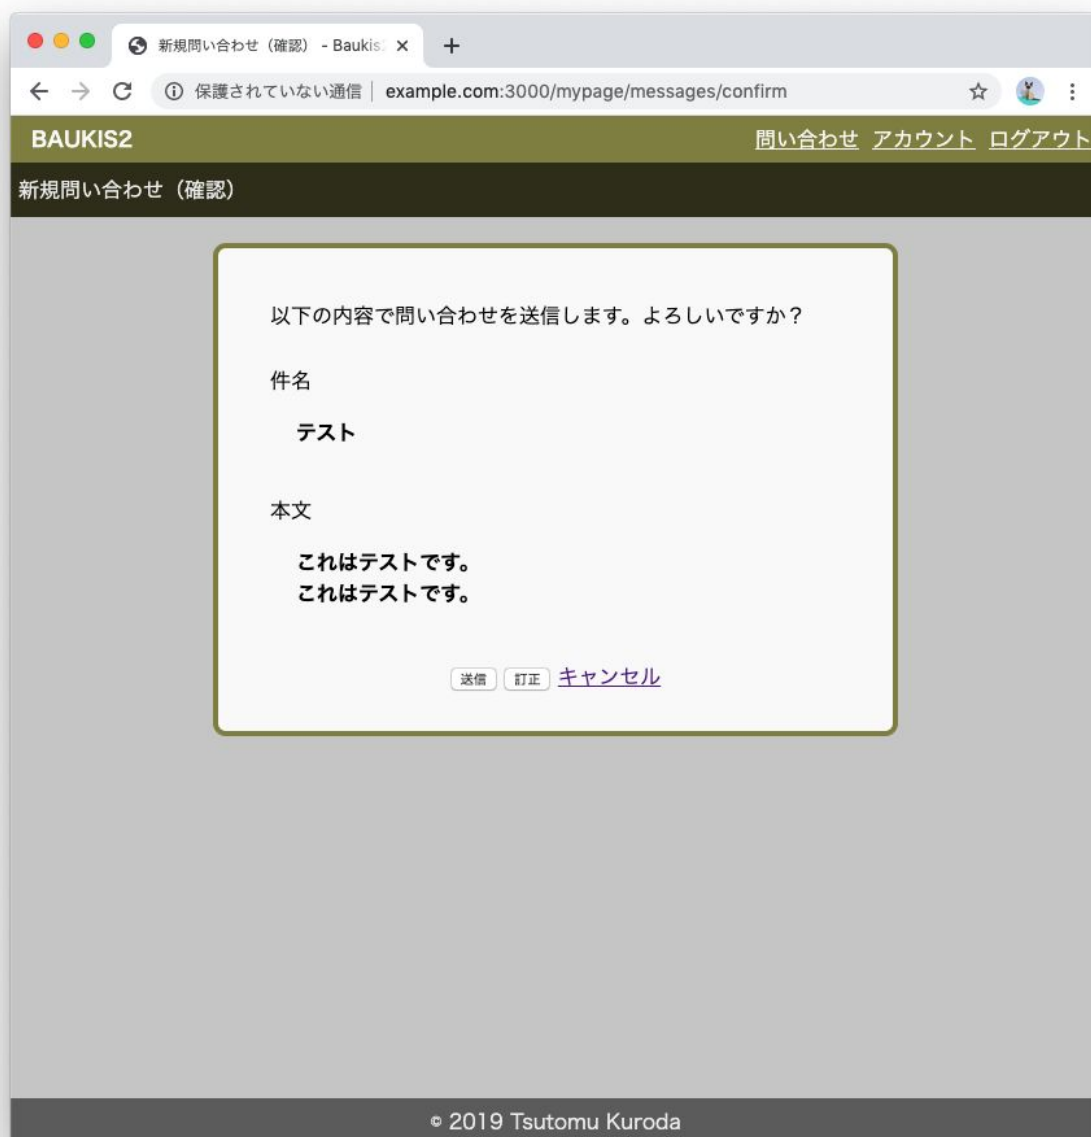 新規問い合わせ（確認） - Baukis
保護されていない通信 | example.com:3000/mypage/messages/confirm
BAUKIS2 問い合わせ アカウント ログアウト
新規問い合わせ（確認）
以下の内容で問い合わせを送信します。よろしいですか？
件名
テスト
本文
これはテストです。
これはテストです。
送信 訂正 キャンセル
© 2019 Tsutomu Kuroda